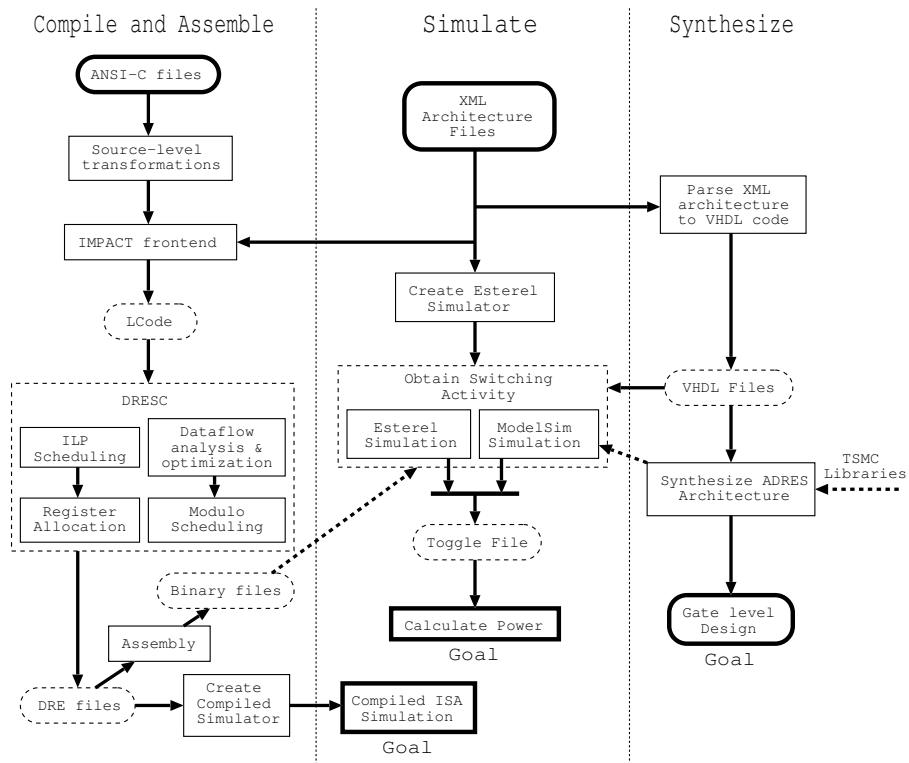 Compile and Assemble
Simulate
Synthesize
ANSI-C files
Source-level
transformations
IMPACT frontend
LCode
DRESC
ILP
Scheduling
Dataflow
analysis &
optimization
Register
Allocation
Modulo
Scheduling
Binary files
Assembly
DRE files
Create
Compiled
Simulator
XML
Architecture
Files
Create Esterel
Simulator
Obtain Switching
Activity
Esterel
Simulation
ModelSim
Simulation
Toggle File
Calculate Power
Goal
Compiled ISA
Simulation
Goal
Parse XML
architecture
to VHDL code
VHDL Files
TSMC
Libraries
Synthesize ADRES
Architecture
Gate level
Design
Goal